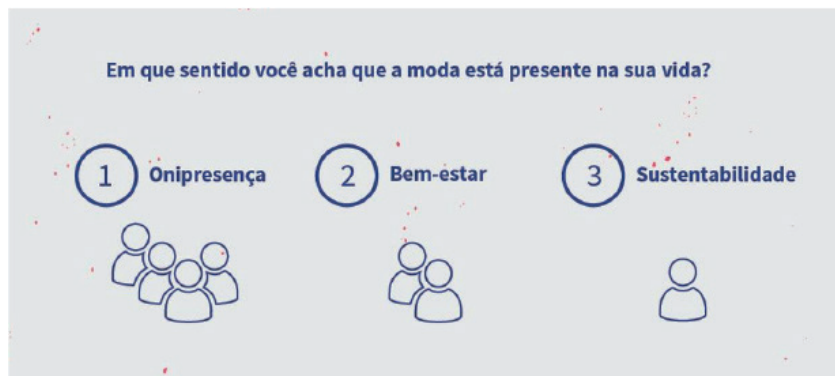 Em que sentido você acha que a moda está presente na sua vida?
1 Onipresença
2 Bem-estar
3 Sustentabilidade